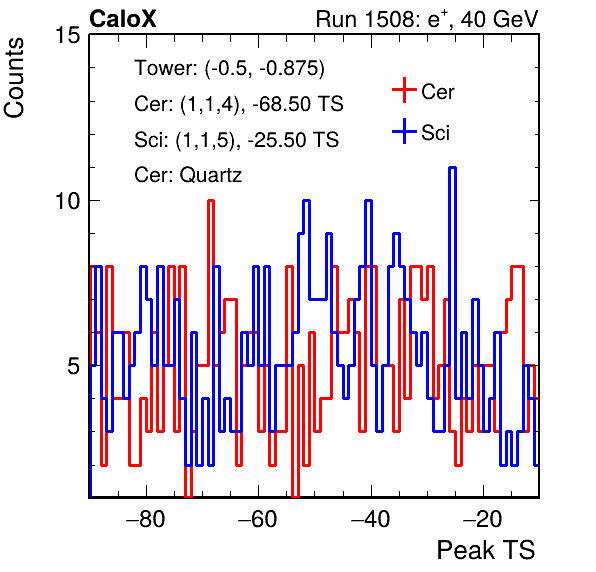 CaloX Run 1508: e⁺, 40 GeV
Counts
15
10
5
Tower: (-0.5, -0.875)
Cer: (1,1,4), -68.50 TS
Sci: (1,1,5), -25.50 TS
Cer: Quartz
Cer
Sci
−80 −60 −40 −20
Peak TS